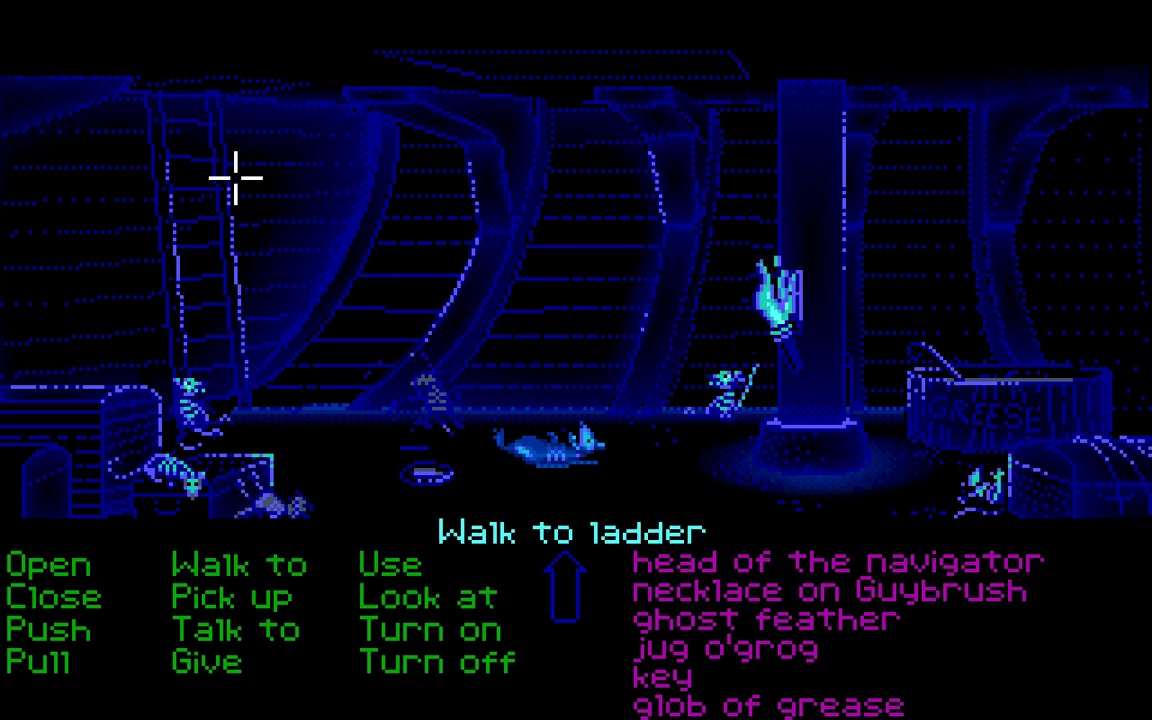 GREESE
Walk to ladder
Open Walk to Use
Close Pick up Look at
Push Talk to Turn on
Pull Give Turn off
head of the navigator
necklace on Guybrush
ghost feather
jug o'grog
key
glob of grease